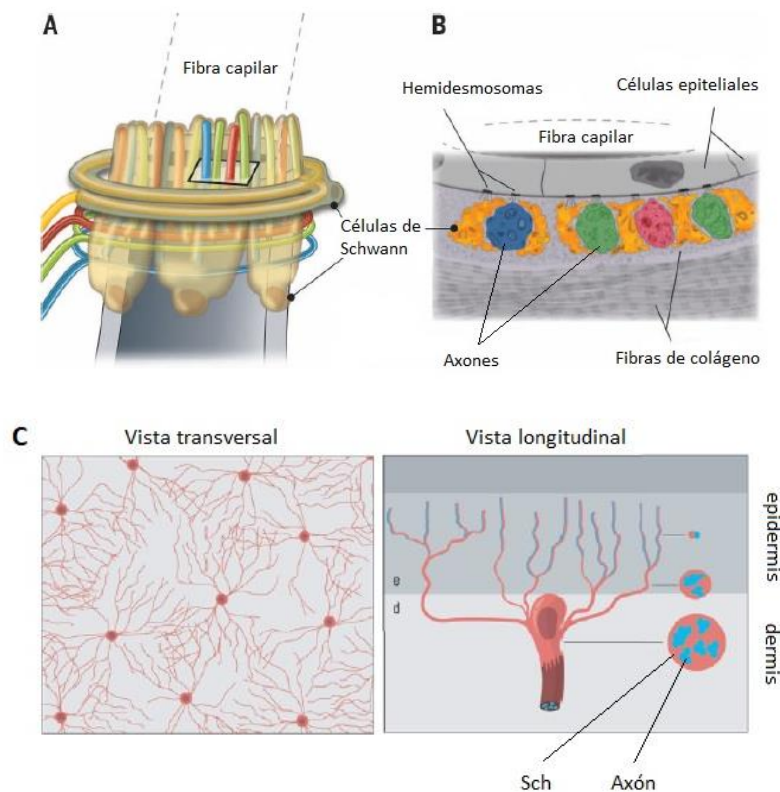 A
B
Fibra capilar
Hemidesmosomas
Células epiteliales
Fibra capilar
Células de
Schwann
Axones
Fibras de colágeno
C
Vista transversal
Vista longitudinal
epidermis
e
d
dermis
Sch
Axón